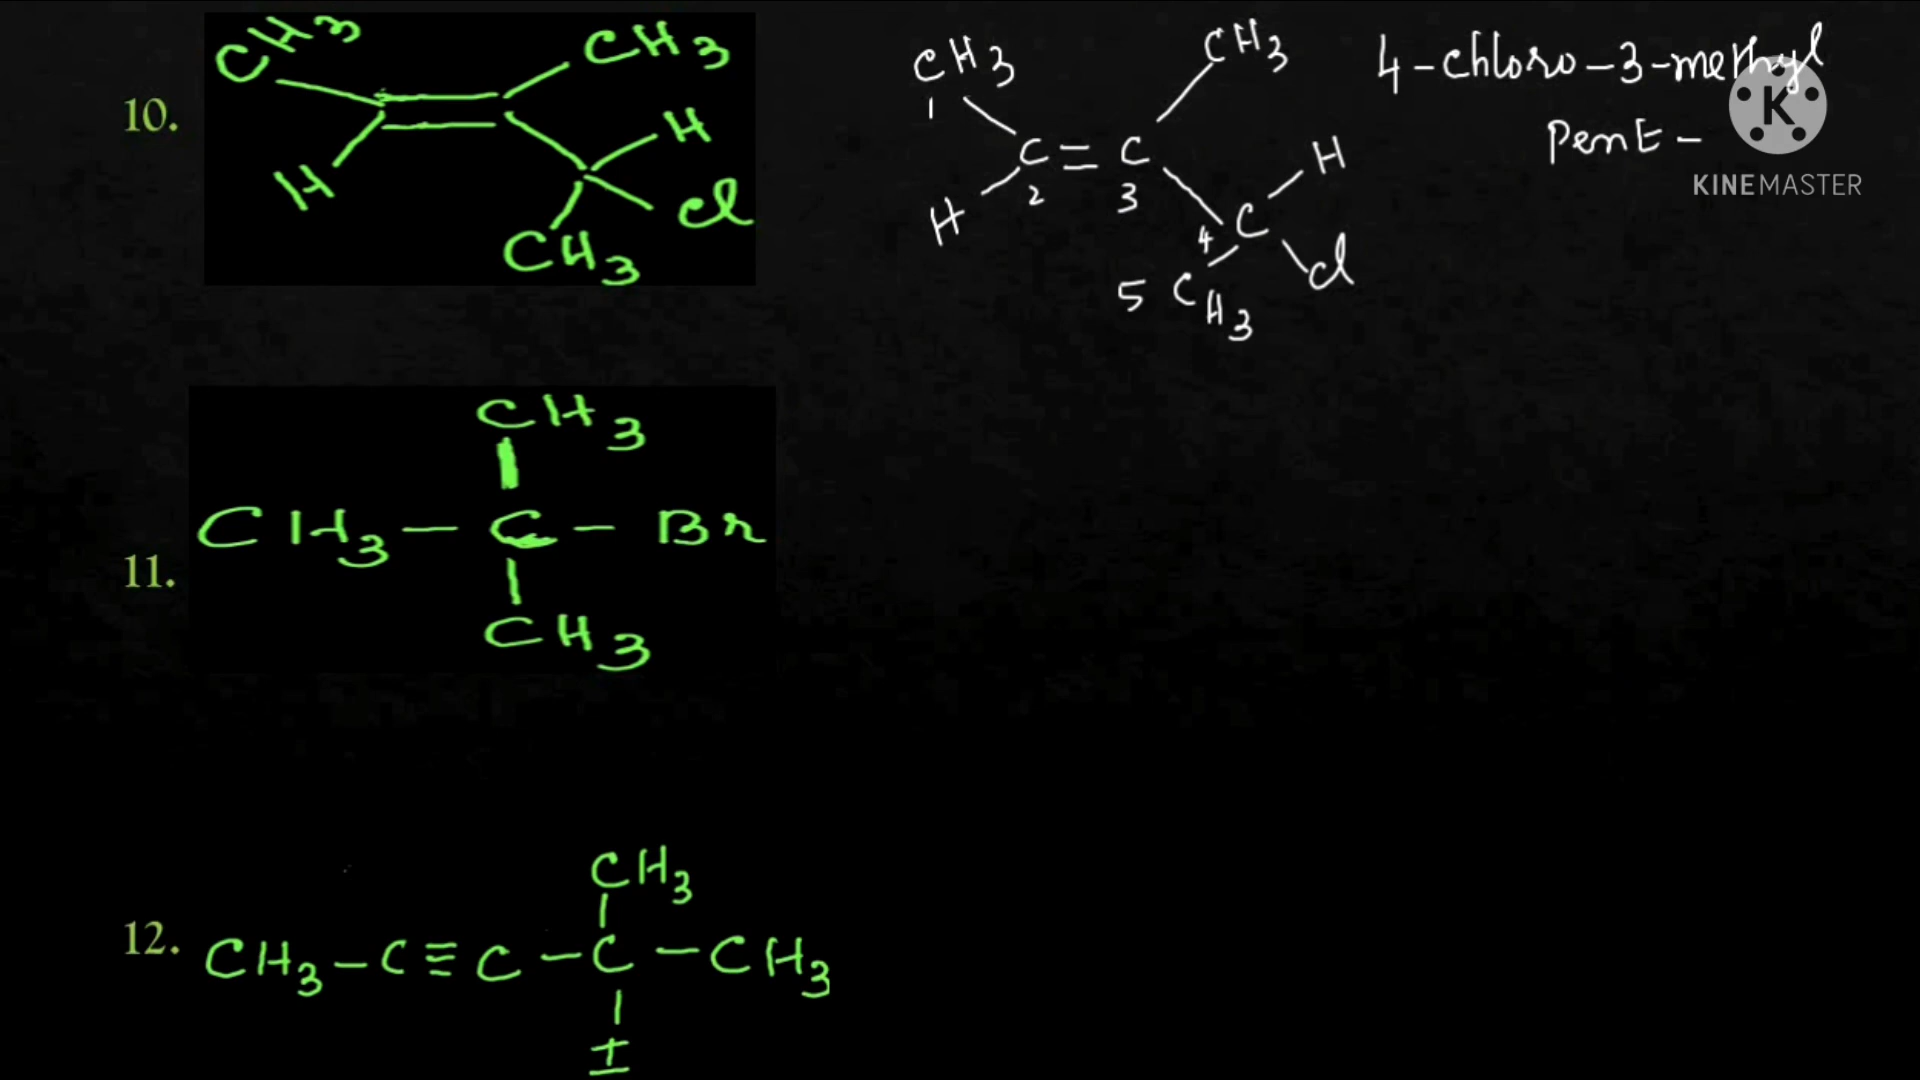 10.
CH3 CH3
H H
Cl
CH3
CH3 CH3
1
C = C
2 3
H H
4 C
5 CH3 Cl
4-chloro-3-methyl
Pent-
KINEMASTER
11.
CH3
CH3 - C - Br
CH3
12.
CH3
CH3 - C ≡ C - C - CH3
I